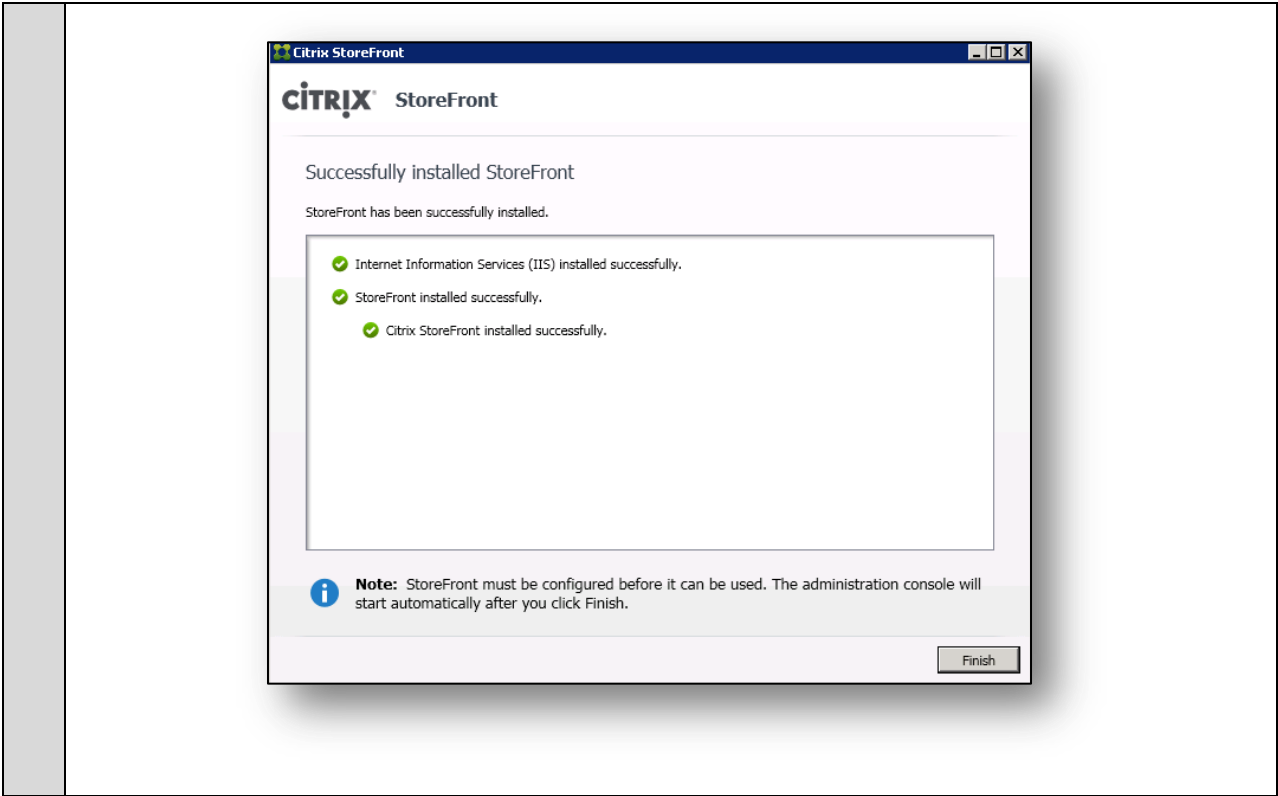 Citrix StoreFront
CİTRỊX StoreFront
Successfully installed StoreFront
StoreFront has been successfully installed.
Internet Information Services (IIS) installed successfully.
StoreFront installed successfully.
Citrix StoreFront installed successfully.
Note: StoreFront must be configured before it can be used. The administration console will
start automatically after you click Finish.
Finish